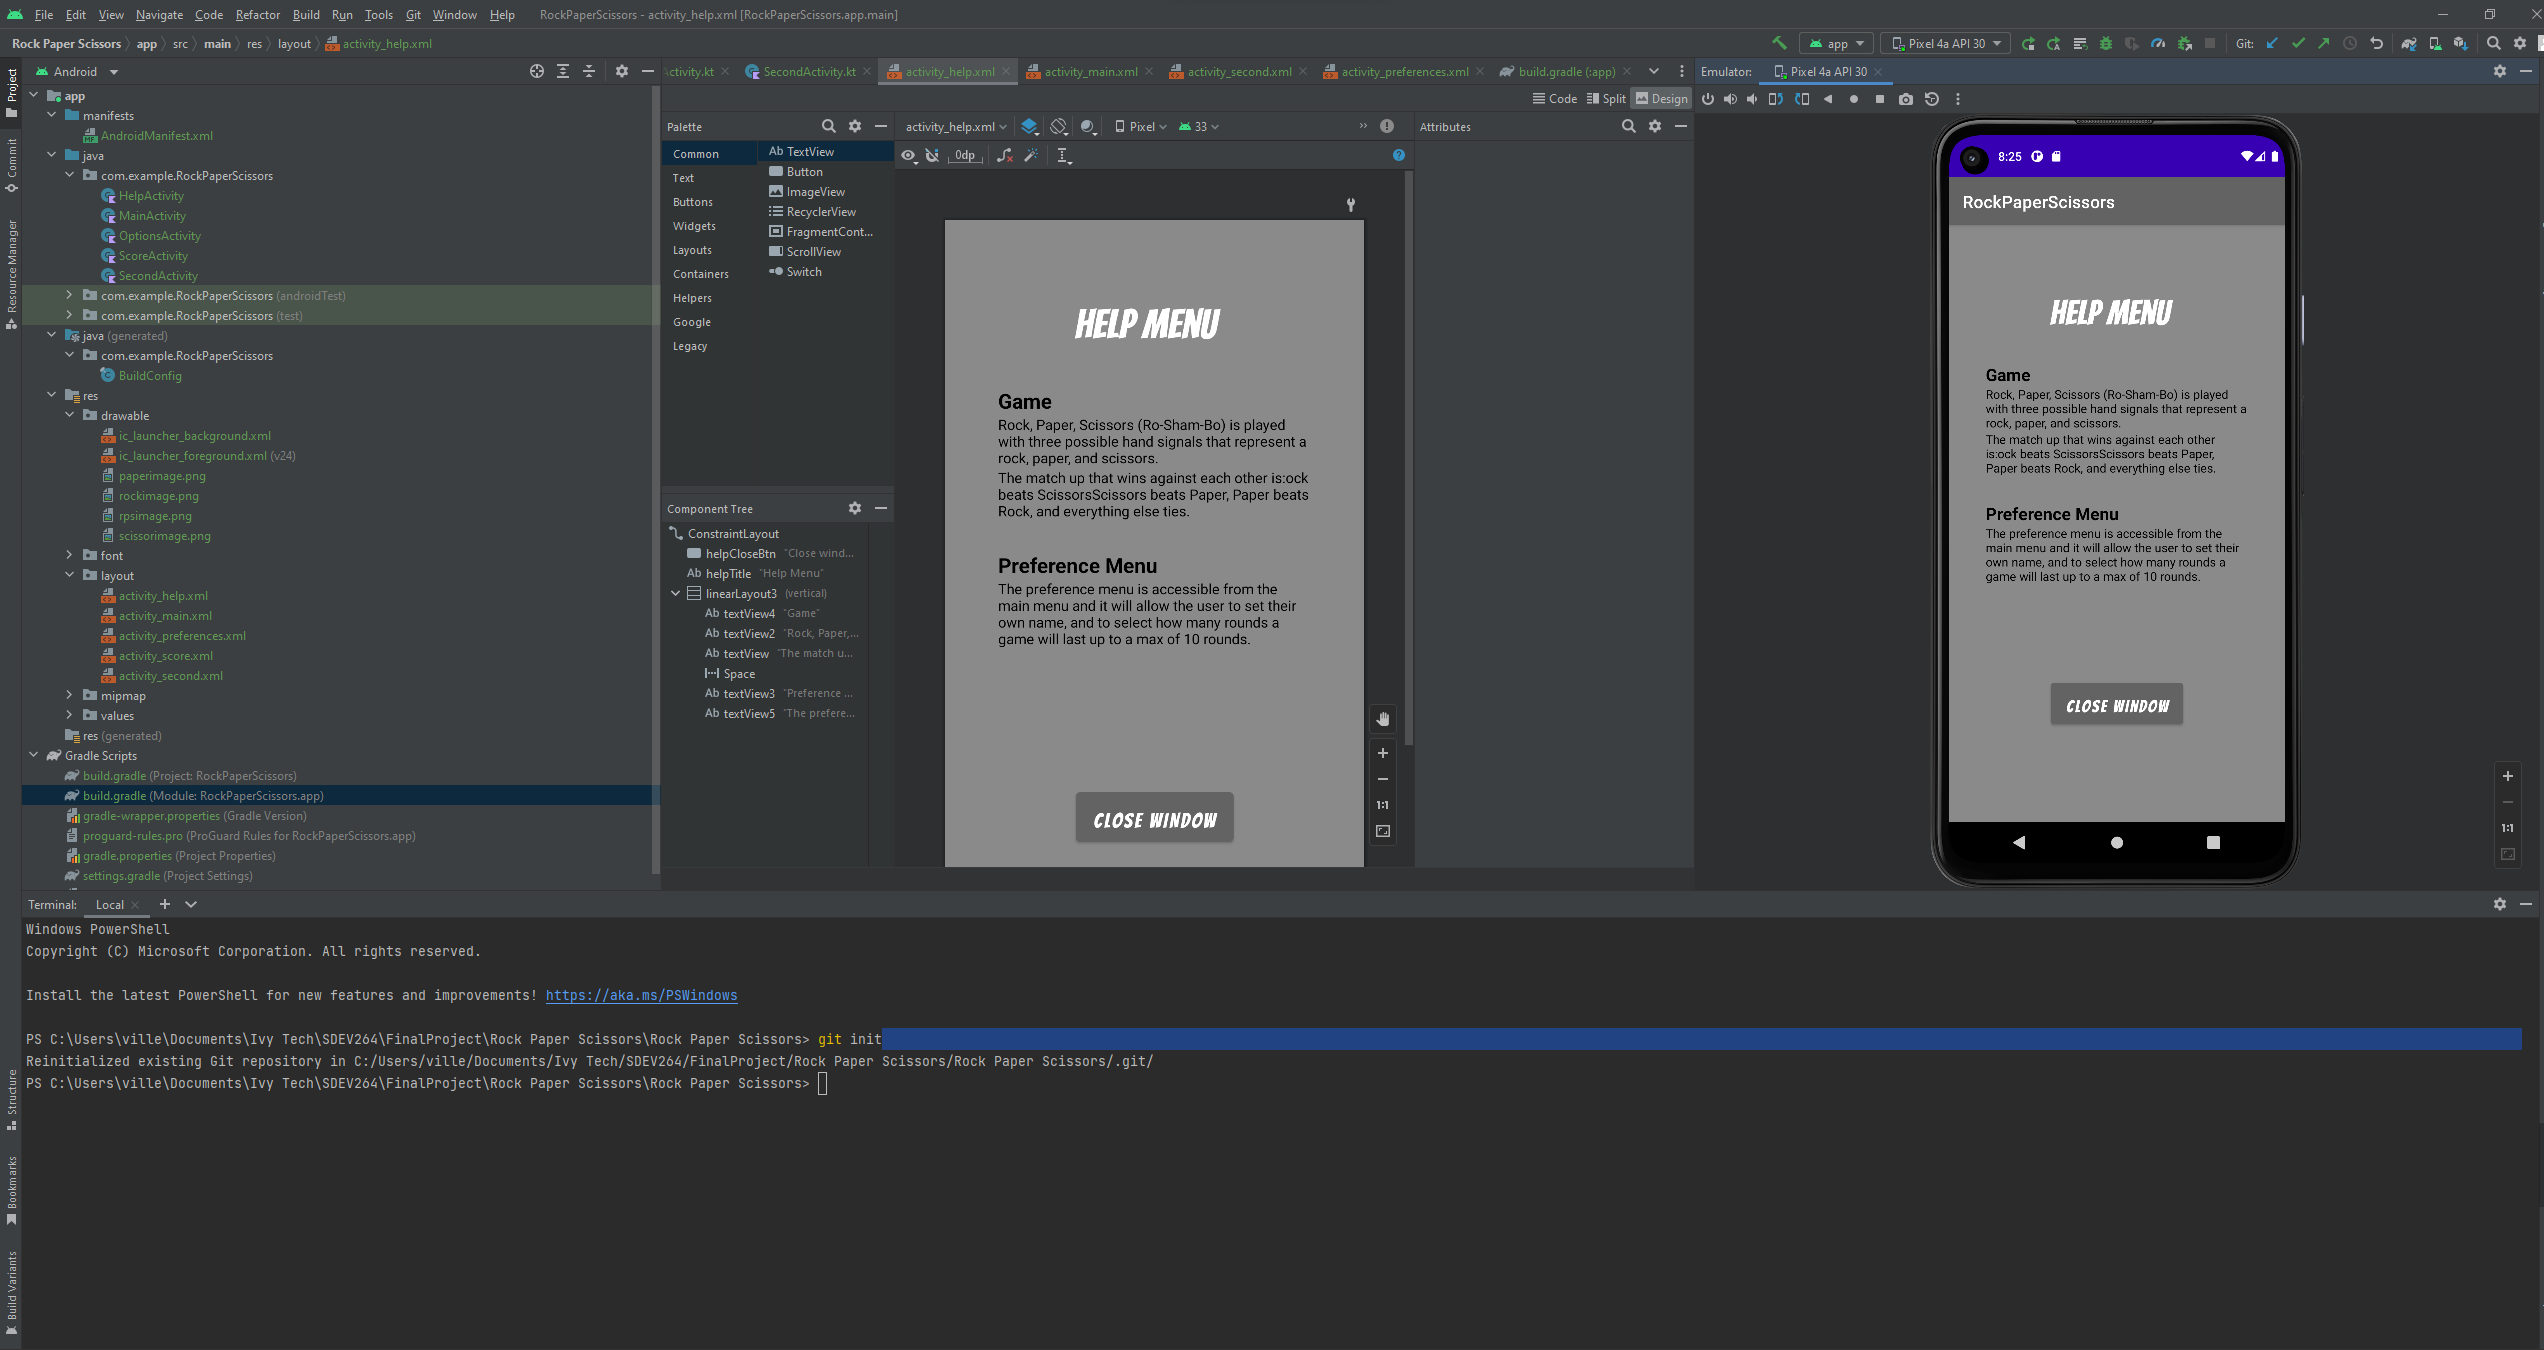 File Edit View Navigate Code Refactor Build Run Tools Git Window Help RockPaperScissors - activity_help.xml [RockPaperScissors.app.main]
Rock Paper Scissors app src main res layout activity_help.xml
app Pixel 4a API 30 Git:
Project
Commit
Resource Manager
Structure
Bookmarks
Build Variants
Android
app
manifests
AndroidManifest.xml
java
com.example.RockPaperScissors
HelpActivity
MainActivity
OptionsActivity
ScoreActivity
SecondActivity
com.example.RockPaperScissors (androidTest)
com.example.RockPaperScissors (test)
java (generated)
com.example.RockPaperScissors
BuildConfig
res
drawable
ic_launcher_background.xml
ic_launcher_foreground.xml (v24)
paperimage.png
rockimage.png
rpsimage.png
scissorimage.png
font
layout
activity_help.xml
activity_main.xml
activity_preferences.xml
activity_score.xml
activity_second.xml
mipmap
values
res (generated)
Gradle Scripts
build.gradle (Project: RockPaperScissors)
build.gradle (Module: RockPaperScissors.app)
gradle-wrapper.properties (Gradle Version)
proguard-rules.pro (ProGuard Rules for RockPaperScissors.app)
gradle.properties (Project Properties)
settings.gradle (Project Settings)
ctivity.kt SecondActivity.kt activity_help.xml activity_main.xml activity_second.xml activity_preferences.xml build.gradle (:app)
Code Split Design
Palette
Common
Text
Buttons
Widgets
Layouts
Containers
Helpers
Google
Legacy
Ab TextView
Button
ImageView
RecyclerView
FragmentCont...
ScrollView
Switch
Component Tree
ConstraintLayout
helpCloseBtn "Close wind...
Ab helpTitle "Help Menu"
linearLayout3 (vertical)
Ab textView4 "Game"
Ab textView2 "Rock, Paper,...
Ab textView "The match u...
Space
Ab textView3 "Preference ...
Ab textView5 "The prefere...
activity_help.xml Pixel 33
0dp
HELP MENU
Game
Rock, Paper, Scissors (Ro-Sham-Bo) is played
with three possible hand signals that represent a
rock, paper, and scissors.
The match up that wins against each other is:ock
beats ScissorsScissors beats Paper, Paper beats
Rock, and everything else ties.
Preference Menu
The preference menu is accessible from the
main menu and it will allow the user to set their
own name, and to select how many rounds a
game will last up to a max of 10 rounds.
CLOSE WINDOW
1:1
Attributes
Emulator: Pixel 4a API 30
8:25
RockPaperScissors
HELP MENU
Game
Rock, Paper, Scissors (Ro-Sham-Bo) is played
with three possible hand signals that represent a
rock, paper, and scissors.
The match up that wins against each other
is:ock beats ScissorsScissors beats Paper,
Paper beats Rock, and everything else ties.
Preference Menu
The preference menu is accessible from the
main menu and it will allow the user to set their
own name, and to select how many rounds a
game will last up to a max of 10 rounds.
CLOSE WINDOW
1:1
Terminal: Local
Windows PowerShell
Copyright (C) Microsoft Corporation. All rights reserved.
Install the latest PowerShell for new features and improvements! https://aka.ms/PSWindows
PS C:\Users\ville\Documents\Ivy Tech\SDEV264\FinalProject\Rock Paper Scissors\Rock Paper Scissors> git init
Reinitialized existing Git repository in C:/Users/ville/Documents/Ivy Tech/SDEV264/FinalProject/Rock Paper Scissors/Rock Paper Scissors/.git/
PS C:\Users\ville\Documents\Ivy Tech\SDEV264\FinalProject\Rock Paper Scissors\Rock Paper Scissors>